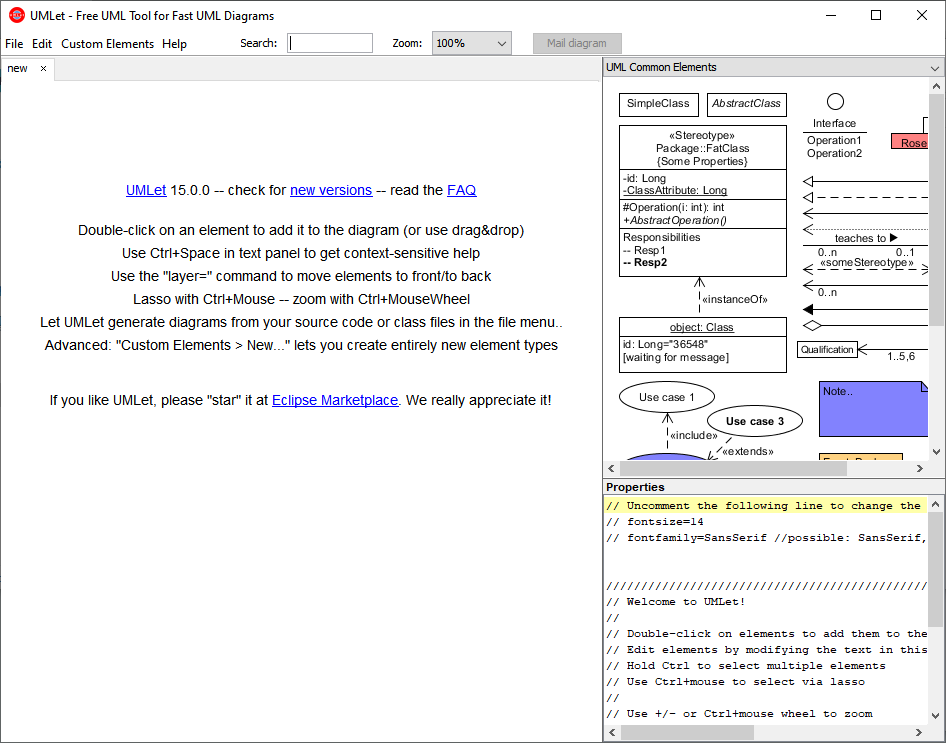 UMLet - Free UML Tool for Fast UML Diagrams
File Edit Custom Elements Help Search: Zoom: 100% Mail diagram
new
UMLet 15.0.0 -- check for new versions -- read the FAQ
Double-click on an element to add it to the diagram (or use drag&drop)
Use Ctrl+Space in text panel to get context-sensitive help
Use the "layer=" command to move elements to front/to back
Lasso with Ctrl+Mouse -- zoom with Ctrl+MouseWheel
Let UMLet generate diagrams from your source code or class files in the file menu..
Advanced: "Custom Elements > New..." lets you create entirely new element types
If you like UMLet, please "star" it at Eclipse Marketplace. We really appreciate it!
UML Common Elements
SimpleClass
AbstractClass
«Stereotype»
Package::FatClass
{Some Properties}
-id: Long
-ClassAttribute: Long
#Operation(i: int): int
+AbstractOperation()
Responsibilities
-- Resp1
-- Resp2
«instanceOf»
object: Class
id: Long="36548"
[waiting for message]
Use case 1
Use case 3
«include»
«extends»
Interface
Operation1
Operation2
Rose
teaches to
0..n 0..1
«someStereotype»
0..n
Qualification
1..5,6
Note..
Properties
// Uncomment the following line to change the
// fontsize=14
// fontfamily=SansSerif //possible: SansSerif,
//////////////////////////////////////////////
// Welcome to UMLet!
//
// Double-click on elements to add them to the
// Edit elements by modifying the text in this
// Hold Ctrl to select multiple elements
// Use Ctrl+mouse to select via lasso
//
// Use +/- or Ctrl+mouse wheel to zoom